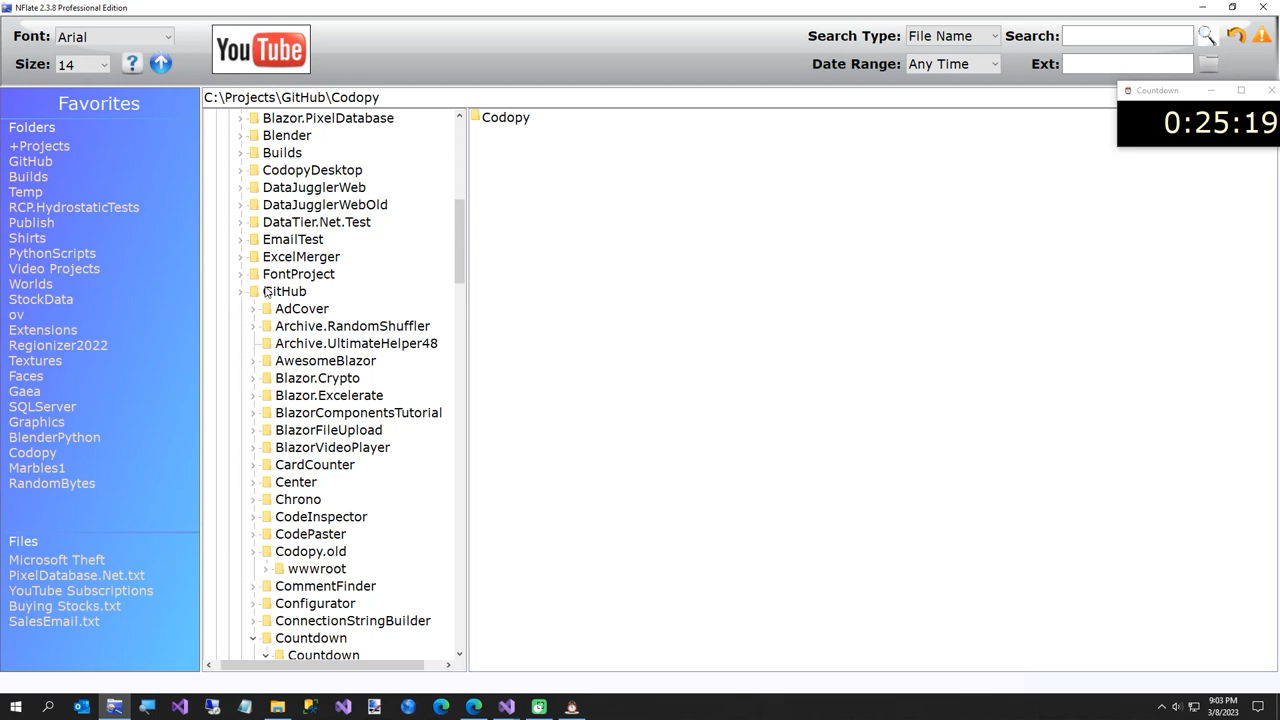 NFlate 2.3.8 Professional Edition
Font: Arial
Size: 14
?
YouTube
Search Type: File Name Search:
Date Range: Any Time Ext:
Countdown
0:25:19
Favorites
Folders
+Projects
GitHub
Builds
Temp
RCP.HydrostaticTests
Publish
Shirts
PythonScripts
Video Projects
Worlds
StockData
ov
Extensions
Regionizer2022
Textures
Faces
Gaea
SQLServer
Graphics
BlenderPython
Codopy
Marbles1
RandomBytes
Files
Microsoft Theft
PixelDatabase.Net.txt
YouTube Subscriptions
Buying Stocks.txt
SalesEmail.txt
C:\Projects\GitHub\Codopy
Blazor.PixelDatabase
Blender
Builds
CodopyDesktop
DataJugglerWeb
DataJugglerWebOld
DataTier.Net.Test
EmailTest
ExcelMerger
FontProject
GitHub
AdCover
Archive.RandomShuffler
Archive.UltimateHelper48
AwesomeBlazor
Blazor.Crypto
Blazor.Excelerate
BlazorComponentsTutorial
BlazorFileUpload
BlazorVideoPlayer
CardCounter
Center
Chrono
CodeInspector
CodePaster
Codopy.old
wwwroot
CommentFinder
Configurator
ConnectionStringBuilder
Countdown
Countdown
Codopy
9:03 PM
3/8/2023